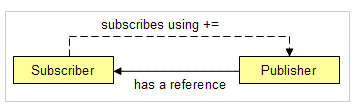 subscribes using +=
Subscriber
Publisher
has a reference